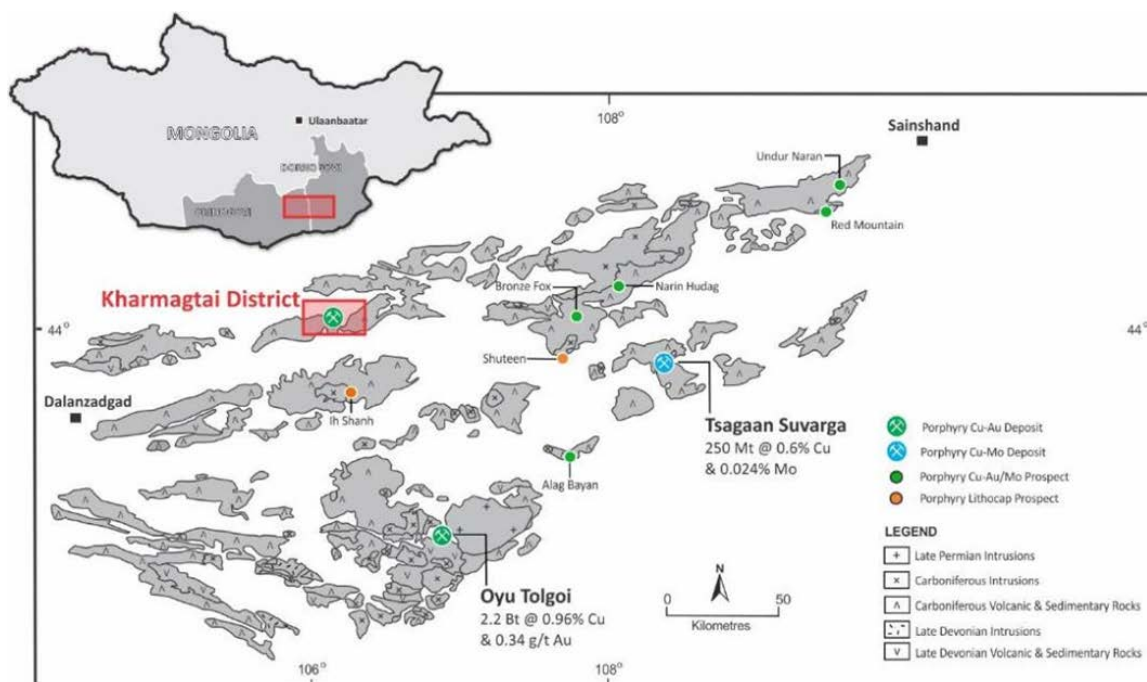 MONGOLIA
Ulaanbaatar
108°
Sainshand
Undur Naran
Red Mountain
Kharmagtai District
Bronze Fox
Narin Hudag
44°
44°
Shuteen
Dalanzadgad
Ih Shanh
Tsagaan Suvarga
250 Mt @ 0.6% Cu
& 0.024% Mo
Alag Bayan
Oyu Tolgoi
2.2 Bt @ 0.96% Cu
& 0.34 g/t Au
N
0
50
Kilometres
106°
108°
Porphyry Cu-Au Deposit
Porphyry Cu-Mo Deposit
Porphyry Cu-Au/Mo Prospect
Porphyry Lithocap Prospect
LEGEND
Late Permian Intrusions
Carboniferous Intrusions
Carboniferous Volcanic & Sedimentary Rocks
Late Devonian Intrusions
Late Devonian Volcanic & Sedimentary Rocks